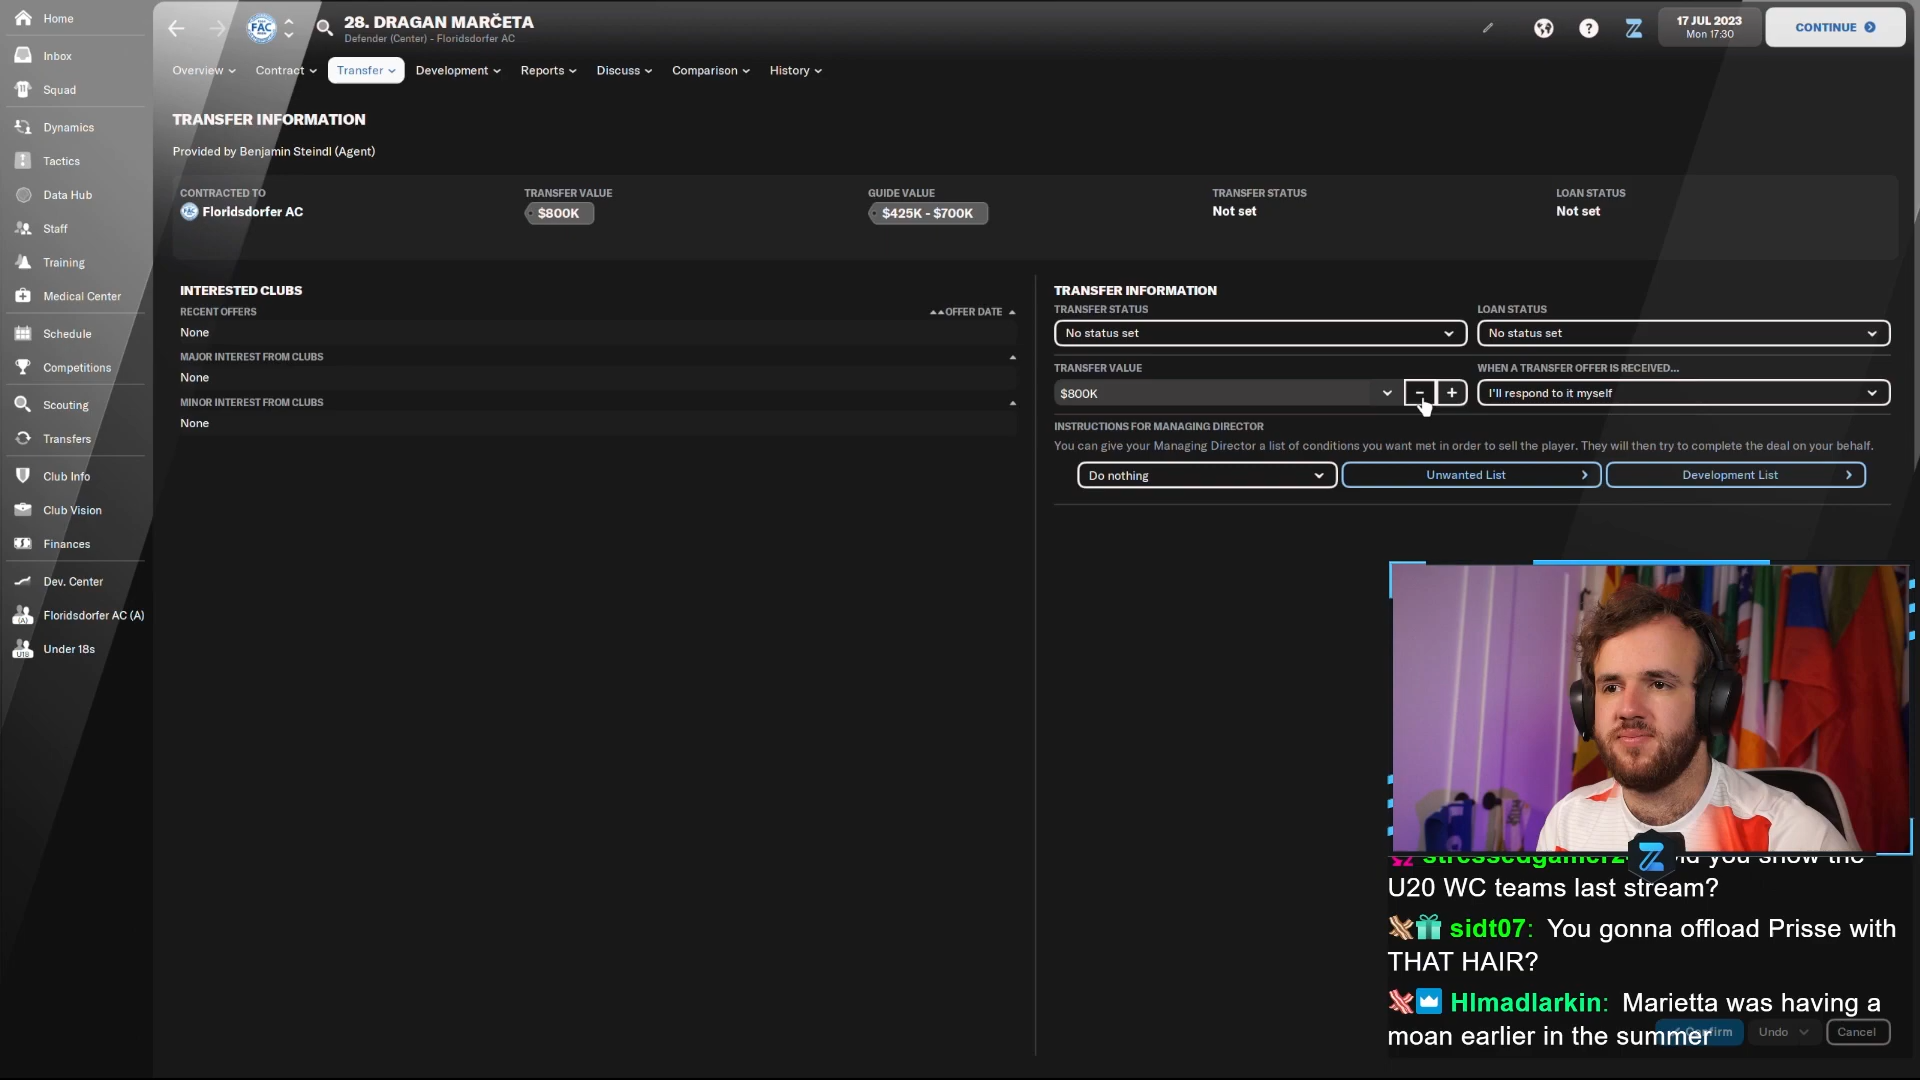 Home
Inbox
Squad
Dynamics
Tactics
Data Hub
Staff
Training
Medical Center
Schedule
Competitions
Scouting
Transfers
Club Info
Club Vision
Finances
Dev. Center
Floridsdorfer AC (A)
Under 18s
28. DRAGAN MARČETA
Defender (Center) - Floridsdorfer AC
17 JUL 2023
Mon 17:30
CONTINUE
Overview
Contract
Transfer
Development
Reports
Discuss
Comparison
History
TRANSFER INFORMATION
Provided by Benjamin Steindl (Agent)
CONTRACTED TO
Floridsdorfer AC
TRANSFER VALUE
$800K
GUIDE VALUE
$425K - $700K
TRANSFER STATUS
Not set
LOAN STATUS
Not set
INTERESTED CLUBS
RECENT OFFERS
OFFER DATE
None
MAJOR INTEREST FROM CLUBS
None
MINOR INTEREST FROM CLUBS
None
TRANSFER INFORMATION
TRANSFER STATUS
No status set
LOAN STATUS
No status set
TRANSFER VALUE
$800K
WHEN A TRANSFER OFFER IS RECEIVED...
I'll respond to it myself
INSTRUCTIONS FOR MANAGING DIRECTOR
You can give your Managing Director a list of conditions you want met in order to sell the player. They will then try to complete the deal on your behalf.
Do nothing
Unwanted List
Development List
you show the
U20 WC teams last stream?
sidt07: You gonna offload Prisse with
THAT HAIR?
HImadlarkin: Marietta was having a
moan earlier in the summer
Confirm
Undo
Cancel